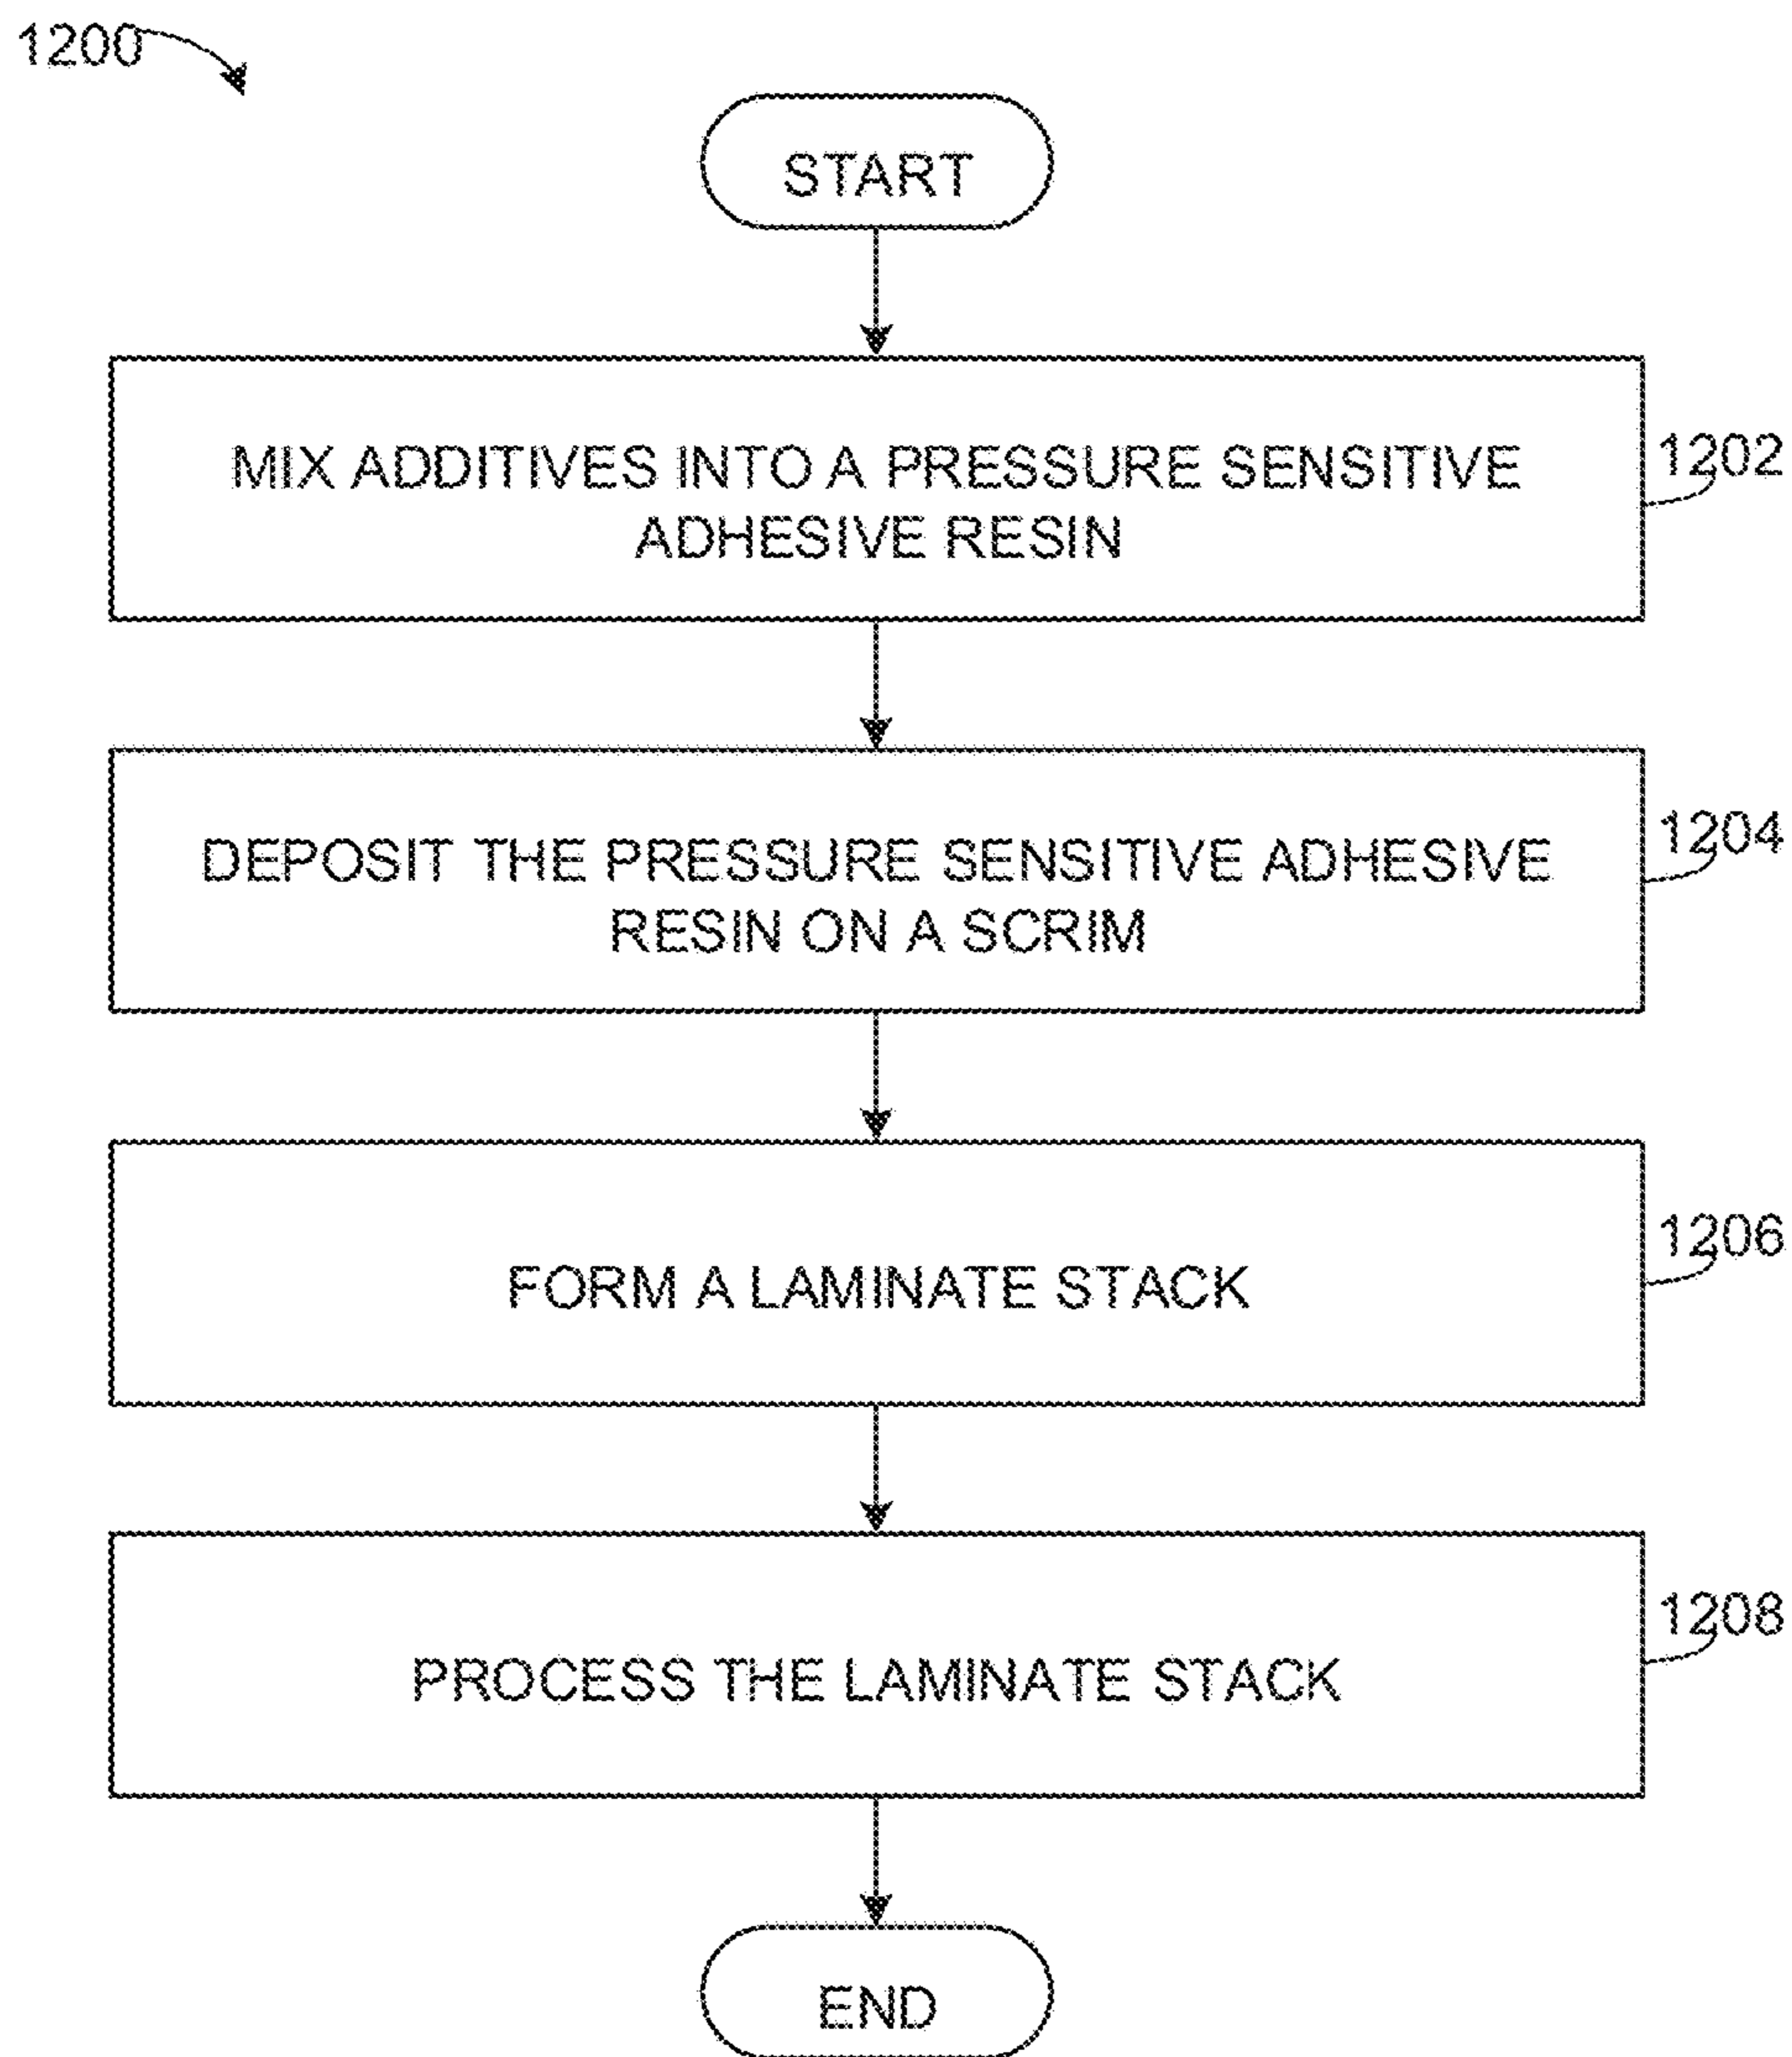 1200
START
MIX ADDITIVES INTO A PRESSURE SENSITIVE
ADHESIVE RESIN
1202
DEPOSIT THE PRESSURE SENSITIVE ADHESIVE
RESIN ON A SCRIM
1204
FORM A LAMINATE STACK
1206
PROCESS THE LAMINATE STACK
1208
END